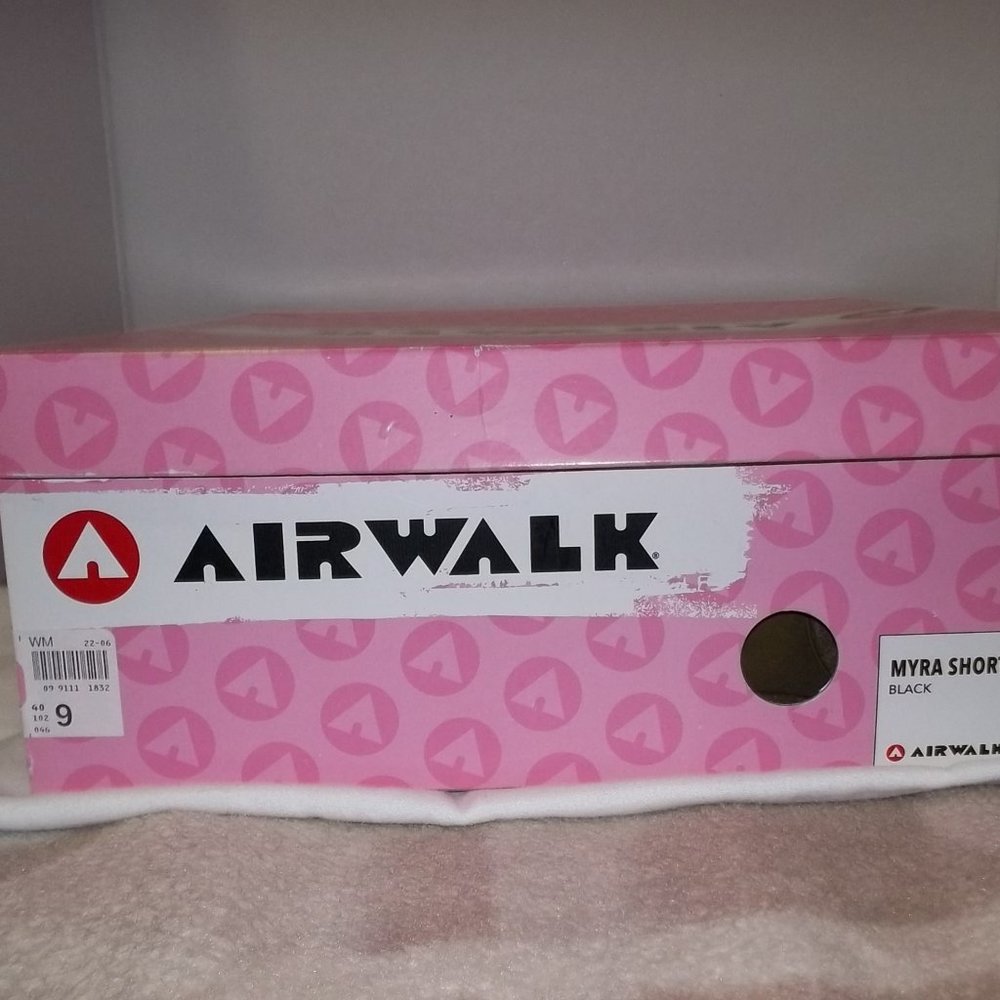 AIRWALK®
WM 22-06
09 9111 1832
40
102 9
046
MYRA SHORT
BLACK
AIRWALK